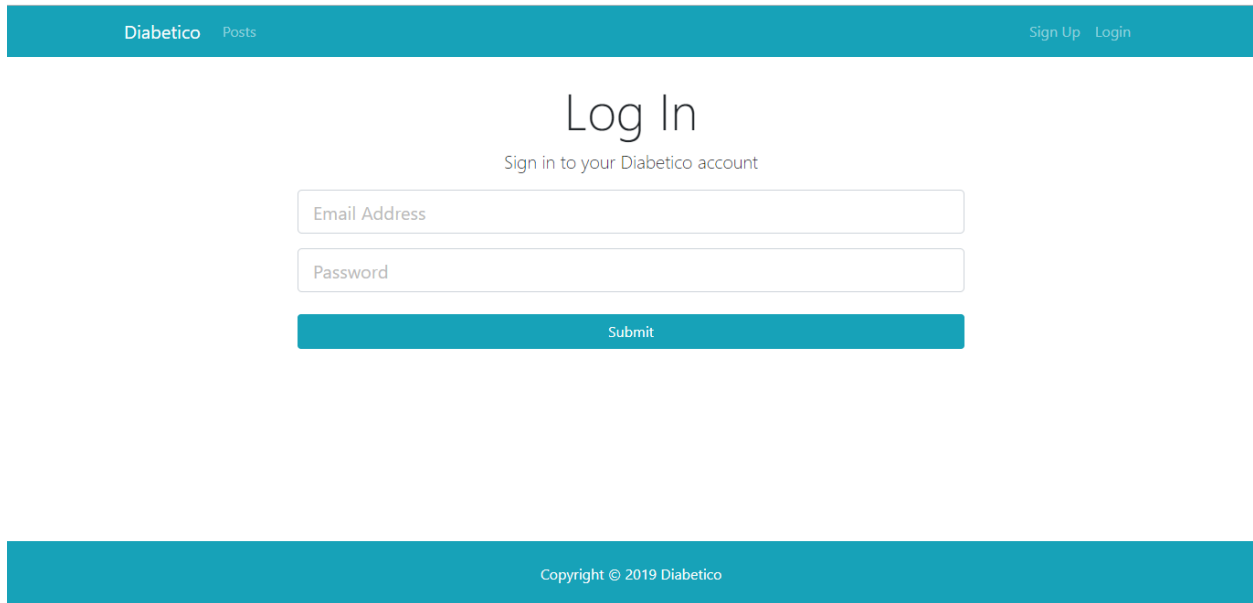 Diabetico Posts Sign Up Login
Log In
Sign in to your Diabetico account
Email Address
Password
Submit
Copyright © 2019 Diabetico